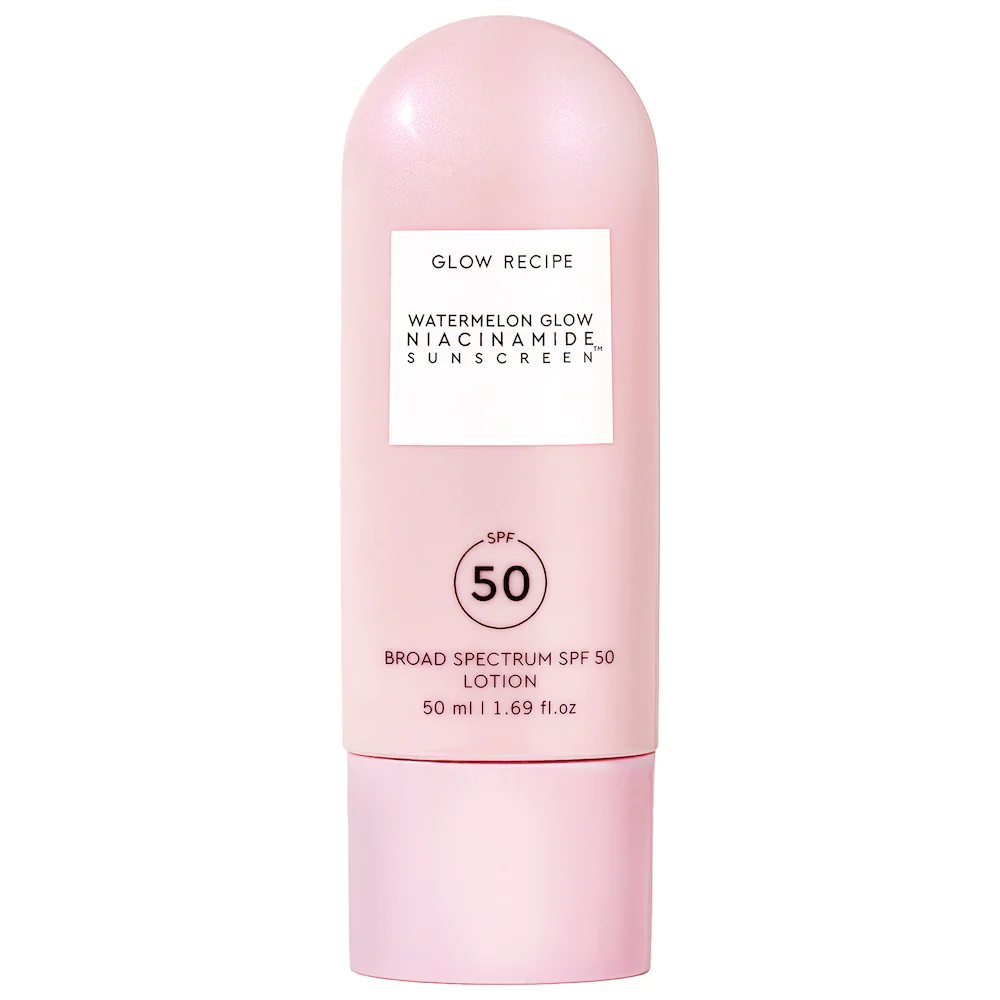 GLOW RECIPE
WATERMELON GLOW
NIACINAMIDE
SUNSCREEN™
SPF
50
BROAD SPECTRUM SPF 50
LOTION
50 ml | 1.69 fl.oz